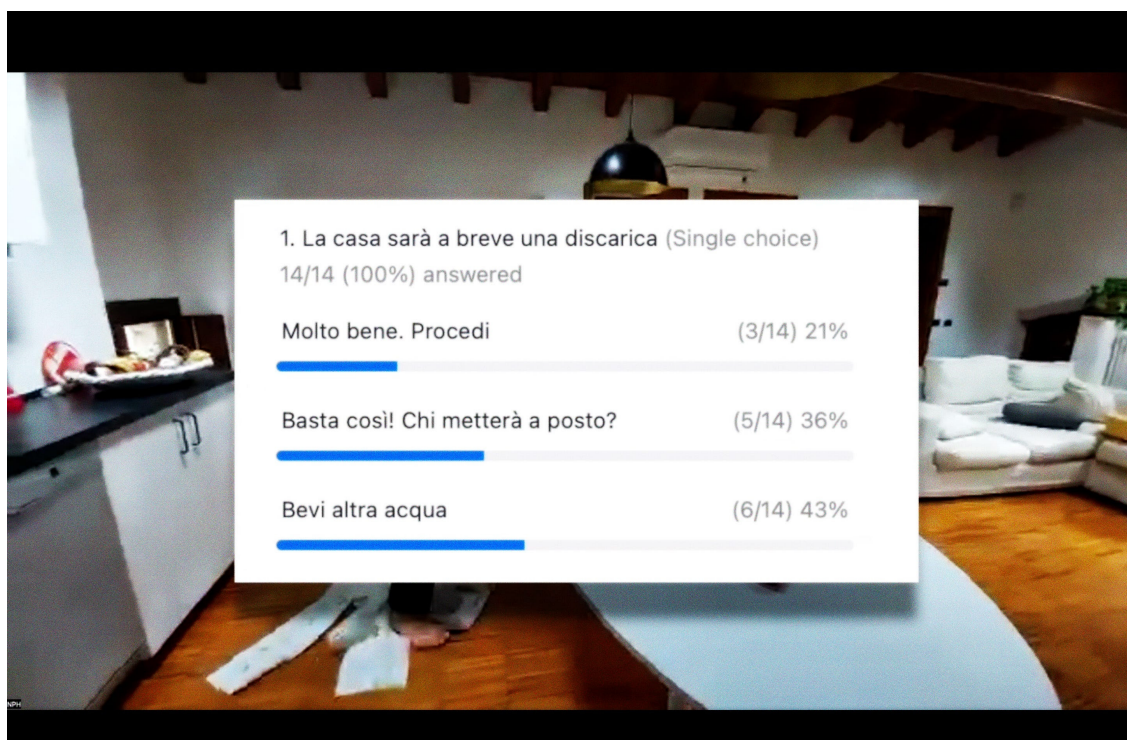 1. La casa sarà a breve una discarica (Single choice)
14/14 (100%) answered
Molto bene. Procedi (3/14) 21%
Basta così! Chi metterà a posto? (5/14) 36%
Bevi altra acqua (6/14) 43%
NPH